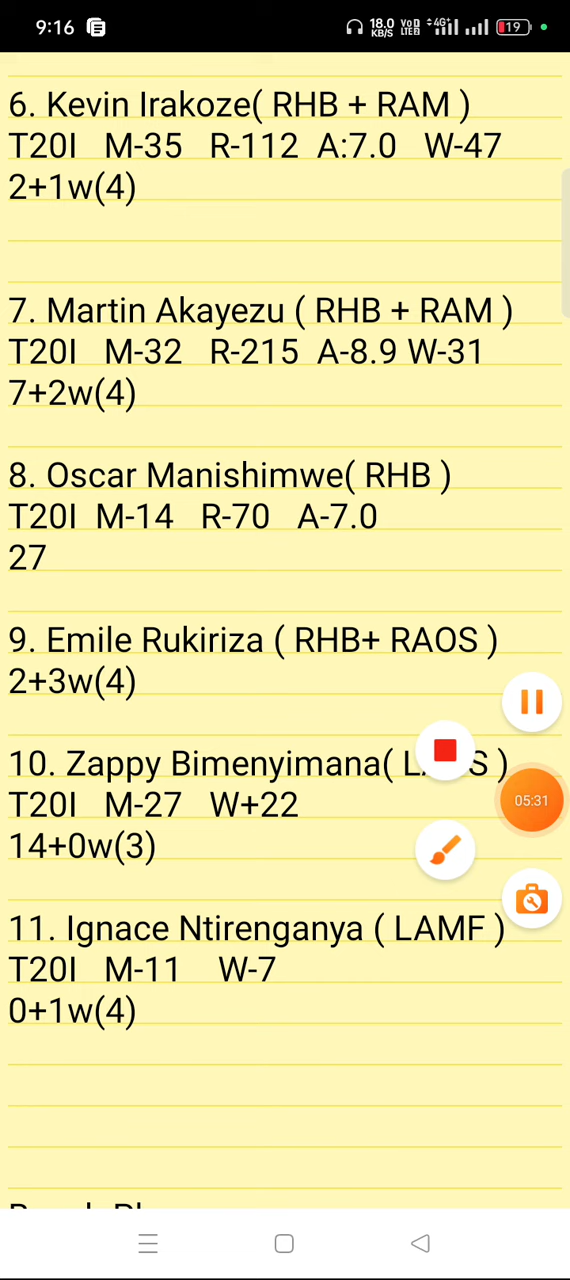 9:16 18.0 KB/S VoD LTE2 4G+ 19
6. Kevin Irakoze( RHB + RAM )
T20I M-35 R-112 A:7.0 W-47
2+1w(4)
7. Martin Akayezu ( RHB + RAM )
T20I M-32 R-215 A-8.9 W-31
7+2w(4)
8. Oscar Manishimwe( RHB )
T20I M-14 R-70 A-7.0
27
9. Emile Rukiriza ( RHB+ RAOS )
2+3w(4)
10. Zappy Bimenyimana(
T20I M-27 W+22
05:31
14+0w(3)
11. Ignace Ntirenganya ( LAMF )
T20I M-11 W-7
0+1w(4)